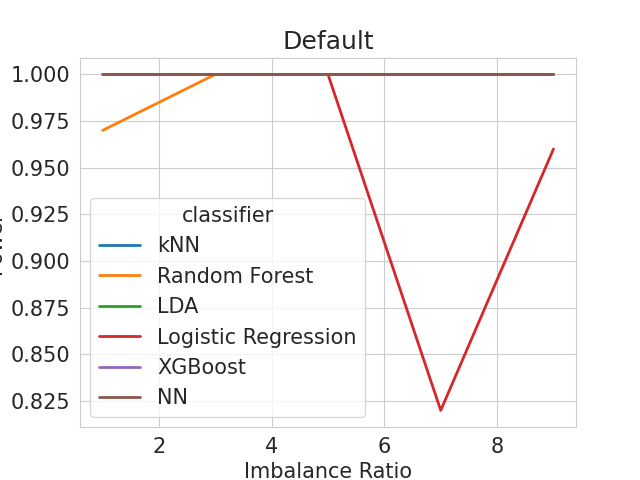 Default
1.000
0.975
0.950
0.925
0.900
0.875
0.850
0.825
classifier
kNN
Random Forest
LDA
Logistic Regression
XGBoost
NN
2 4 6 8
Imbalance Ratio